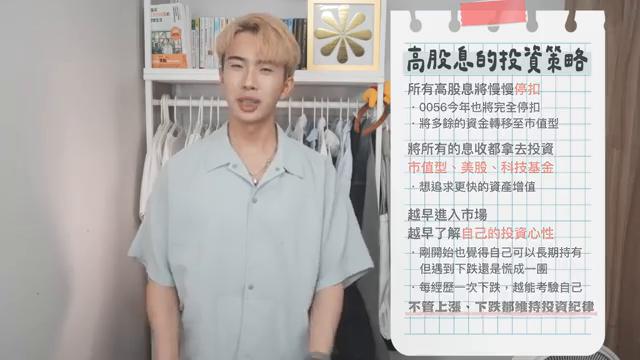 高股息的投資策略
所有高股息將慢慢停扣
·0056今年也將完全停扣
·將多餘的資金轉移至市值型
將所有的息收都拿去投資
市值型、美股、科技基金
·想追求更快的資產增值
越早進入市場
越早了解自己的投資心性
·剛開始也覺得自己可以長期持有
但遇到下跌還是慌成一團
·每經歷一次下跌，越能考驗自己
不管上漲、下跌都維持投資紀律